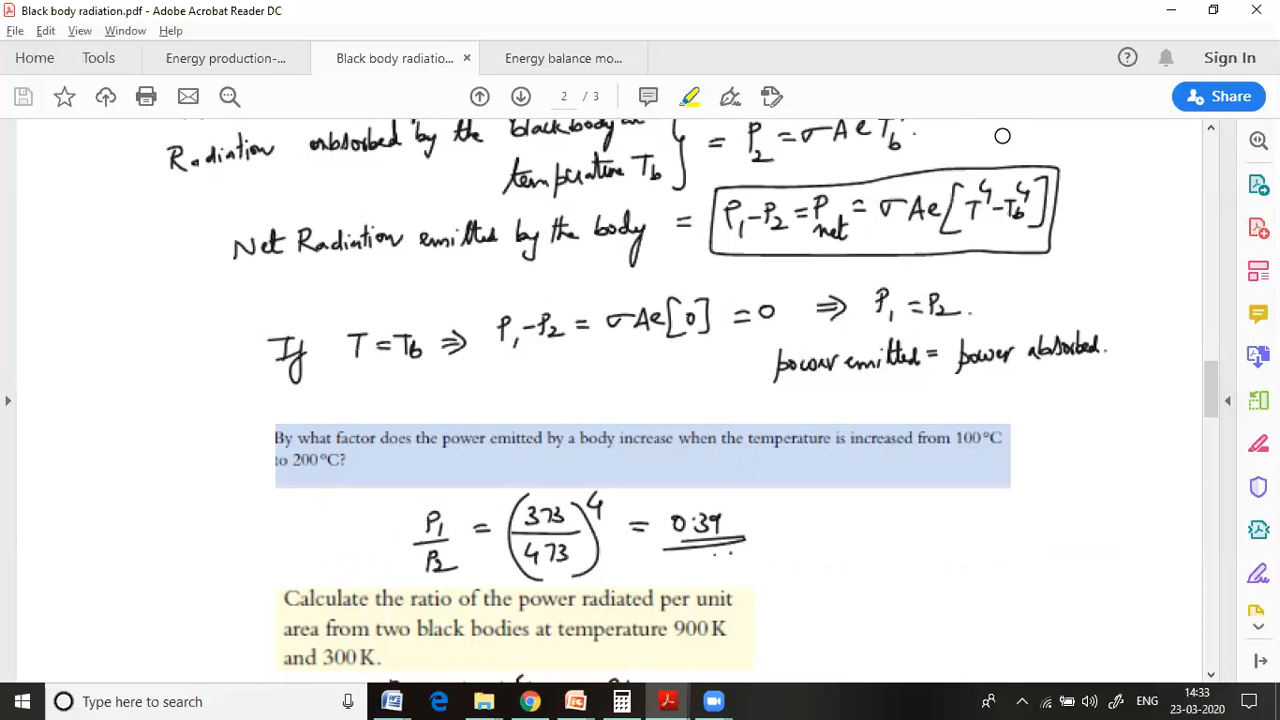 Black body radiation.pdf - Adobe Acrobat Reader DC
File Edit View Window Help
Home Tools Energy production-... Black body radiatio... × Energy balance mo... Sign In
2 / 3 Share
Radiation absorbed by the blackbody at
temperature Tb } = P2 = σAeTb⁴.
Net Radiation emitted by the body = P1-P2 = Pnet = σAe[T⁴-Tb⁴]
If T = Tb ⇒ P1-P2 = σAe[0] = 0 ⇒ P1 = P2.
power emitted = power absorbed.
By what factor does the power emitted by a body increase when the temperature is increased from 100°C
to 200°C?
P1/P2 = (373/473)⁴ = 0.39
Calculate the ratio of the power radiated per unit
area from two black bodies at temperature 900 K
and 300 K.
Type here to search
ENG
14:33
23-03-2020